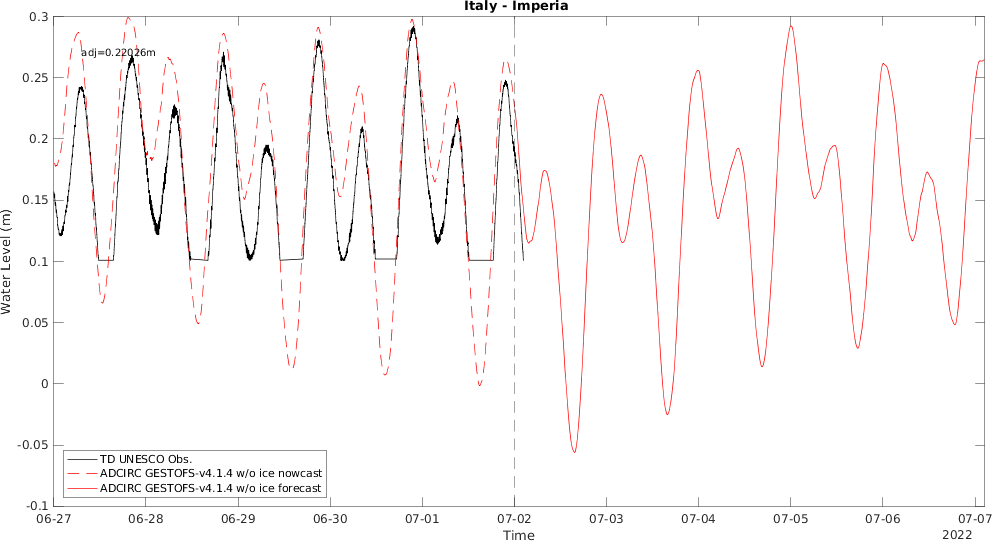 Italy - Imperia
0.3
adj=0.22026m
0.25
0.2
0.15
0.1
0.05
0
-0.05
-0.1
Water Level (m)
TD UNESCO Obs.
ADCIRC GESTOFS-v4.1.4 w/o ice nowcast
ADCIRC GESTOFS-v4.1.4 w/o ice forecast
06-27 06-28 06-29 06-30 07-01 07-02 07-03 07-04 07-05 07-06 07-07
Time
2022